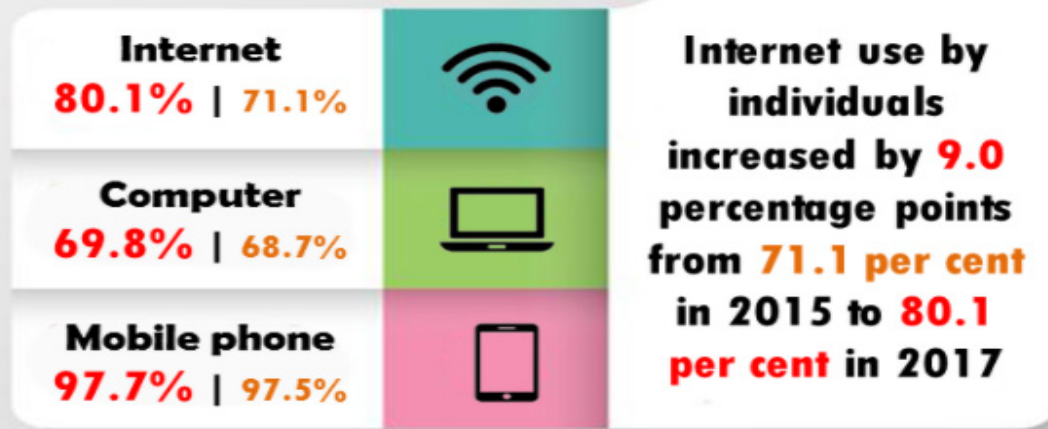 Internet
80.1% | 71.1%
Computer
69.8% | 68.7%
Mobile phone
97.7% | 97.5%
Internet use by
individuals
increased by 9.0
percentage points
from 71.1 per cent
in 2015 to 80.1
per cent in 2017